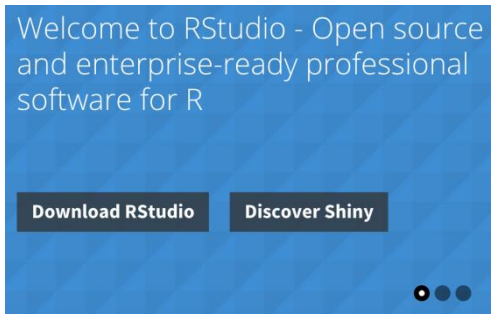 Welcome to RStudio - Open source
and enterprise-ready professional
software for R
Download RStudio
Discover Shiny